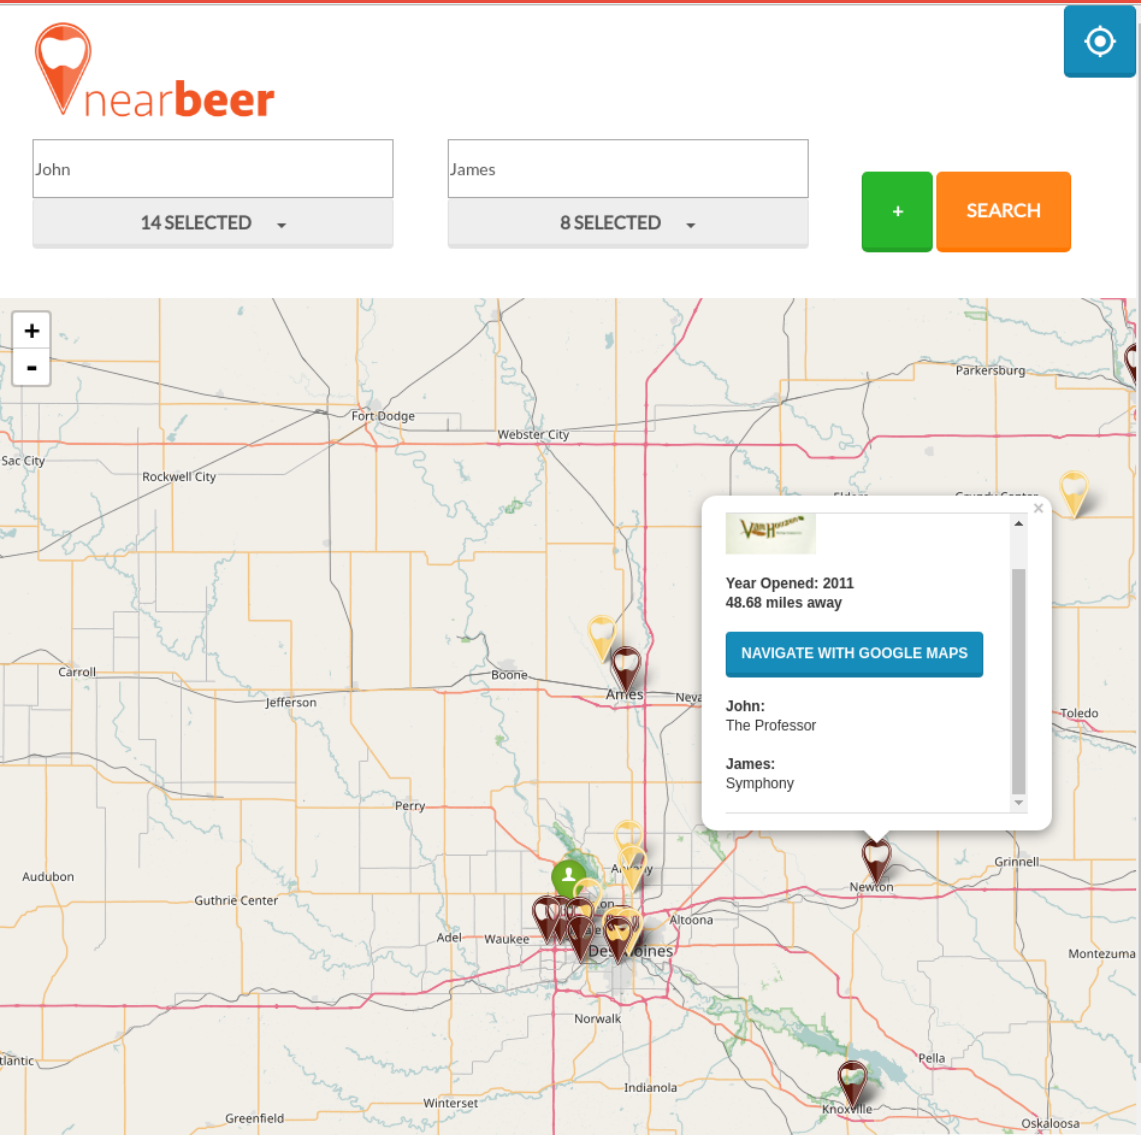 nearbeer
John
James
14 SELECTED
8 SELECTED
+
SEARCH
+
-
Parkersburg
Fort Dodge
Webster City
Sac City
Rockwell City
×
Year Opened: 2011
48.68 miles away
NAVIGATE WITH GOOGLE MAPS
John:
The Professor
James:
Symphony
Carroll
Boone
Ames
Jefferson
Toledo
Perry
Audubon
Grinnell
Newton
Guthrie Center
Altoona
Adel
Waukee
Des Moines
Montezuma
Norwalk
Pella
Indianola
Winterset
Knoxville
Greenfield
Oskaloosa